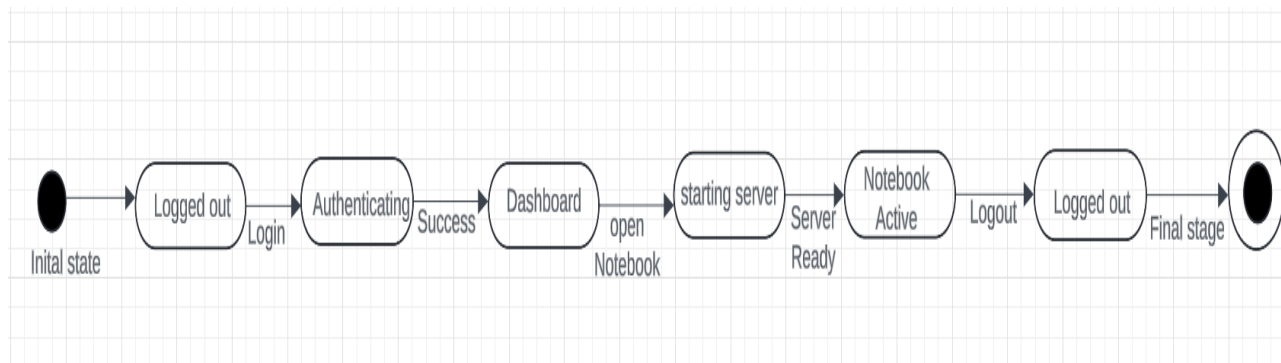 Inital state
Logged out
Login
Authenticating
Success
Dashboard
open
Notebook
starting server
Server
Ready
Notebook
Active
Logout
Logged out
Final stage